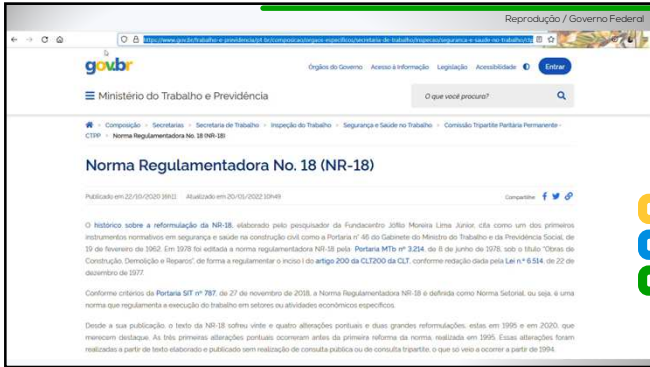 Reprodução / Governo Federal
https://www.gov.br/trabalho-e-previdencia/pt-br/composicao/orgaos-especificos/secretaria-de-trabalho/inspecao/seguranca-e-saude-no-trabalho/ctp
gov.br
Órgãos do Governo Acesso à Informação Legislação Acessibilidade Entrar
Ministério do Trabalho e Previdência O que você procura?
Composição Secretarias Secretaria de Trabalho Inspeção do Trabalho Segurança e Saúde no Trabalho Comissão Tripartite Paritária Permanente -
CTPP Norma Regulamentadora No. 18 (NR-18)
Norma Regulamentadora No. 18 (NR-18)
Publicado em 22/10/2020 16h11 Atualizado em 20/01/2022 10h49 Compartilhe:
O histórico sobre a reformulação da NR-18, elaborado pelo pesquisador da Fundacentro Jófilo Moreira Lima Júnior, cita como um dos primeiros
instrumentos normativos em segurança e saúde na construção civil como a Portaria n° 46 do Gabinete do Ministro do Trabalho e da Previdência Social, de
19 de fevereiro de 1962. Em 1978 foi editada a norma regulamentadora NR-18 pela Portaria MTb nº 3.214, de 8 de junho de 1978, sob o título "Obras de
Construção, Demolição e Reparos", de forma a regulamentar o inciso I do artigo 200 da CLT200 da CLT, conforme redação dada pela Lei n.º 6.514, de 22 de
dezembro de 1977.
Conforme critérios da Portaria SIT nº 787, de 27 de novembro de 2018, a Norma Regulamentadora NR-18 é definida como Norma Setorial, ou seja, é uma
norma que regulamenta a execução do trabalho em setores ou atividades econômicos específicos.
Desde a sua publicação, o texto da NR-18 sofreu vinte e quatro alterações pontuais e duas grandes reformulações, estas em 1995 e em 2020, que
merecem destaque. As três primeiras alterações pontuais ocorreram antes da primeira reforma da norma, realizada em 1995. Essas alterações foram
realizadas a partir de texto elaborado e publicado sem realização de consulta pública ou de consulta tripartite, o que só veio a ocorrer a partir de 1994.